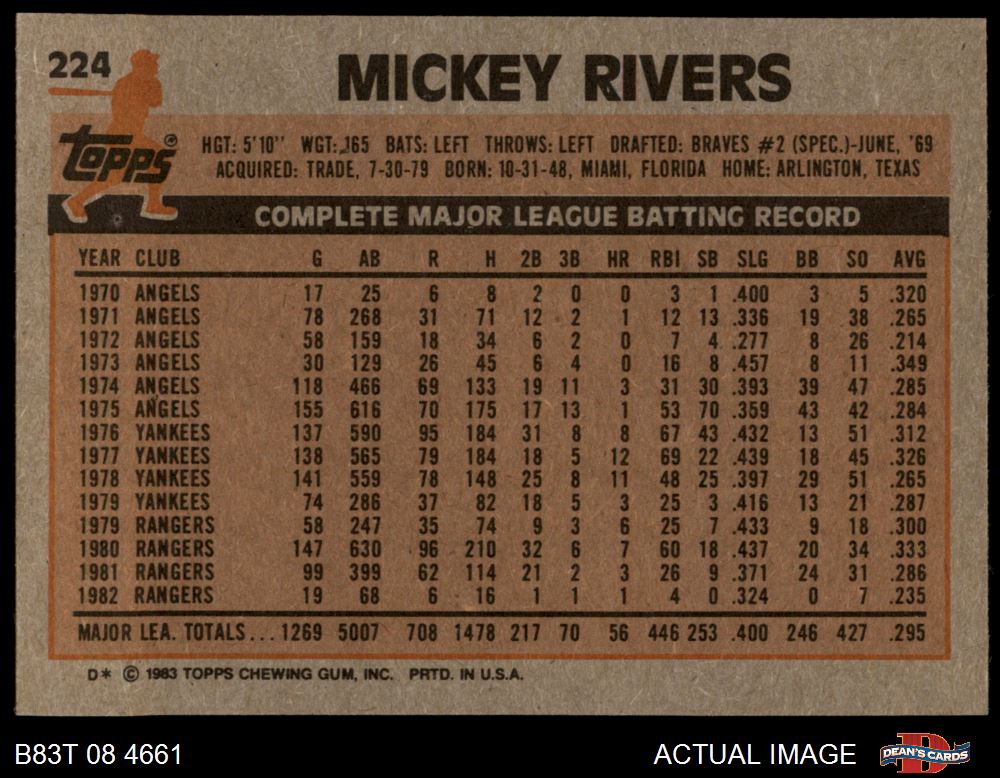 224
MICKEY RIVERS
Topps®
HGT: 5'10" WGT: 165 BATS: LEFT THROWS: LEFT DRAFTED: BRAVES #2 (SPEC.)-JUNE, '69
ACQUIRED: TRADE, 7-30-79 BORN: 10-31-48, MIAMI, FLORIDA HOME: ARLINGTON, TEXAS
COMPLETE MAJOR LEAGUE BATTING RECORD
YEAR CLUB G AB R H 2B 3B HR RBI SB SLG BB SO AVG
1970 ANGELS 17 25 6 8 2 0 0 3 1 .400 3 5 .320
1971 ANGELS 78 268 31 71 12 2 1 12 13 .336 19 38 .265
1972 ANGELS 58 159 18 34 6 2 0 7 4 .277 8 26 .214
1973 ANGELS 30 129 26 45 6 4 0 16 8 .457 8 11 .349
1974 ANGELS 118 466 69 133 19 11 3 31 30 .393 39 47 .285
1975 ANGELS 155 616 70 175 17 13 1 53 70 .359 43 42 .284
1976 YANKEES 137 590 95 184 31 8 8 67 43 .432 13 51 .312
1977 YANKEES 138 565 79 184 18 5 12 69 22 .439 18 45 .326
1978 YANKEES 141 559 78 148 25 8 11 48 25 .397 29 51 .265
1979 YANKEES 74 286 37 82 18 5 3 25 3 .416 13 21 .287
1979 RANGERS 58 247 35 74 9 3 6 25 7 .433 9 18 .300
1980 RANGERS 147 630 96 210 32 6 7 60 18 .437 20 34 .333
1981 RANGERS 99 399 62 114 21 2 3 26 9 .371 24 31 .286
1982 RANGERS 19 68 6 16 1 1 1 4 0 .324 0 7 .235
MAJOR LEA. TOTALS... 1269 5007 708 1478 217 70 56 446 253 .400 246 427 .295
D* © 1983 TOPPS CHEWING GUM, INC. PRTD. IN U.S.A.
B83T 08 4661
ACTUAL IMAGE
DEAN'S CARDS